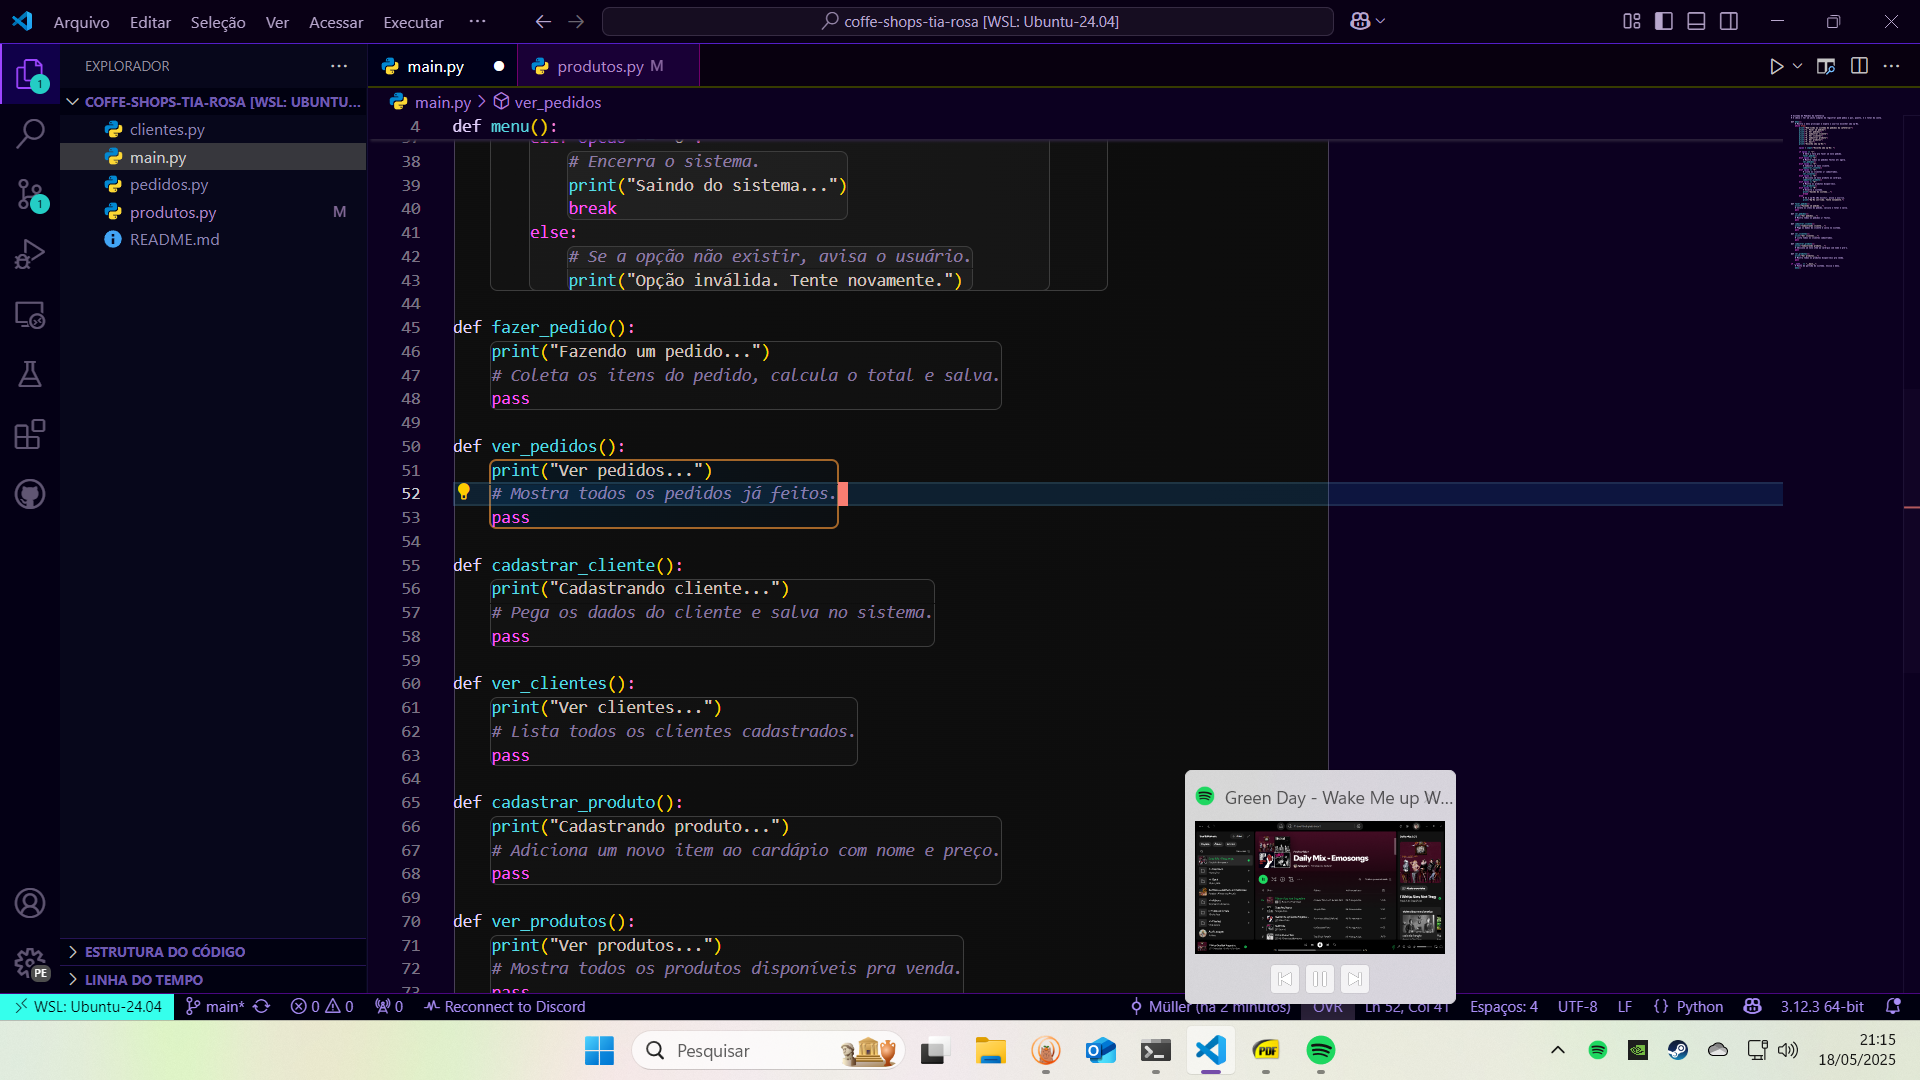 Arquivo Editar Seleção Ver Acessar Executar ···
coffe-shops-tia-rosa [WSL: Ubuntu-24.04]
EXPLORADOR
COFFE-SHOPS-TIA-ROSA [WSL: UBUNTU...
clientes.py
main.py
pedidos.py
produtos.py M
README.md
ESTRUTURA DO CÓDIGO
LINHA DO TEMPO
1
1
PE
main.py
produtos.py M
main.py > ver_pedidos
4 def menu():
38 # Encerra o sistema.
39 print("Saindo do sistema...")
40 break
41 else:
42 # Se a opção não existir, avisa o usuário.
43 print("Opção inválida. Tente novamente.")
44
45 def fazer_pedido():
46 print("Fazendo um pedido...")
47 # Coleta os itens do pedido, calcula o total e salva.
48 pass
49
50 def ver_pedidos():
51 print("Ver pedidos...")
52 # Mostra todos os pedidos já feitos.
53 pass
54
55 def cadastrar_cliente():
56 print("Cadastrando cliente...")
57 # Pega os dados do cliente e salva no sistema.
58 pass
59
60 def ver_clientes():
61 print("Ver clientes...")
62 # Lista todos os clientes cadastrados.
63 pass
64
65 def cadastrar_produto():
66 print("Cadastrando produto...")
67 # Adiciona um novo item ao cardápio com nome e preço.
68 pass
69
70 def ver_produtos():
71 print("Ver produtos...")
72 # Mostra todos os produtos disponíveis pra venda.
73 pass
Green Day - Wake Me up W...
Daily Mix - Emosongs
WSL: Ubuntu-24.04 main* 0 0 0 Reconnect to Discord
Müller (há 2 minutos) OVR Ln 52, Col 41 Espaços: 4 UTF-8 LF {} Python 3.12.3 64-bit
Pesquisar
PDF
21:15
18/05/2025